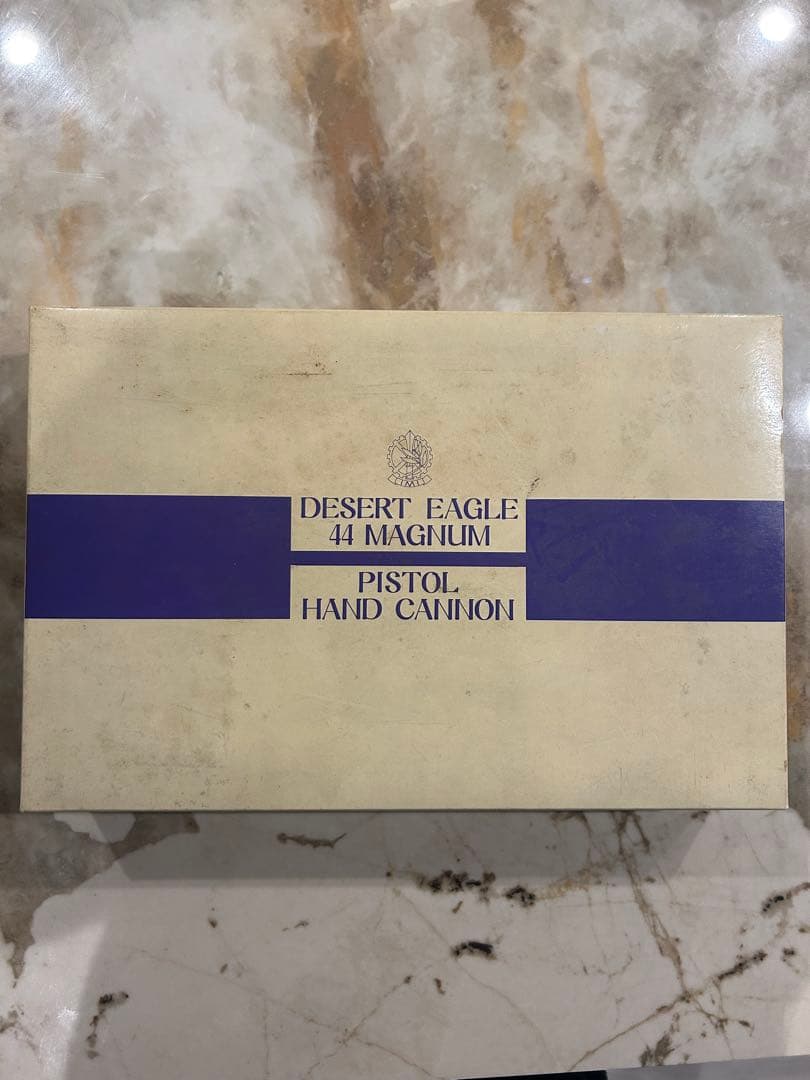 DESERT EAGLE
44 MAGNUM
PISTOL
HAND CANNON